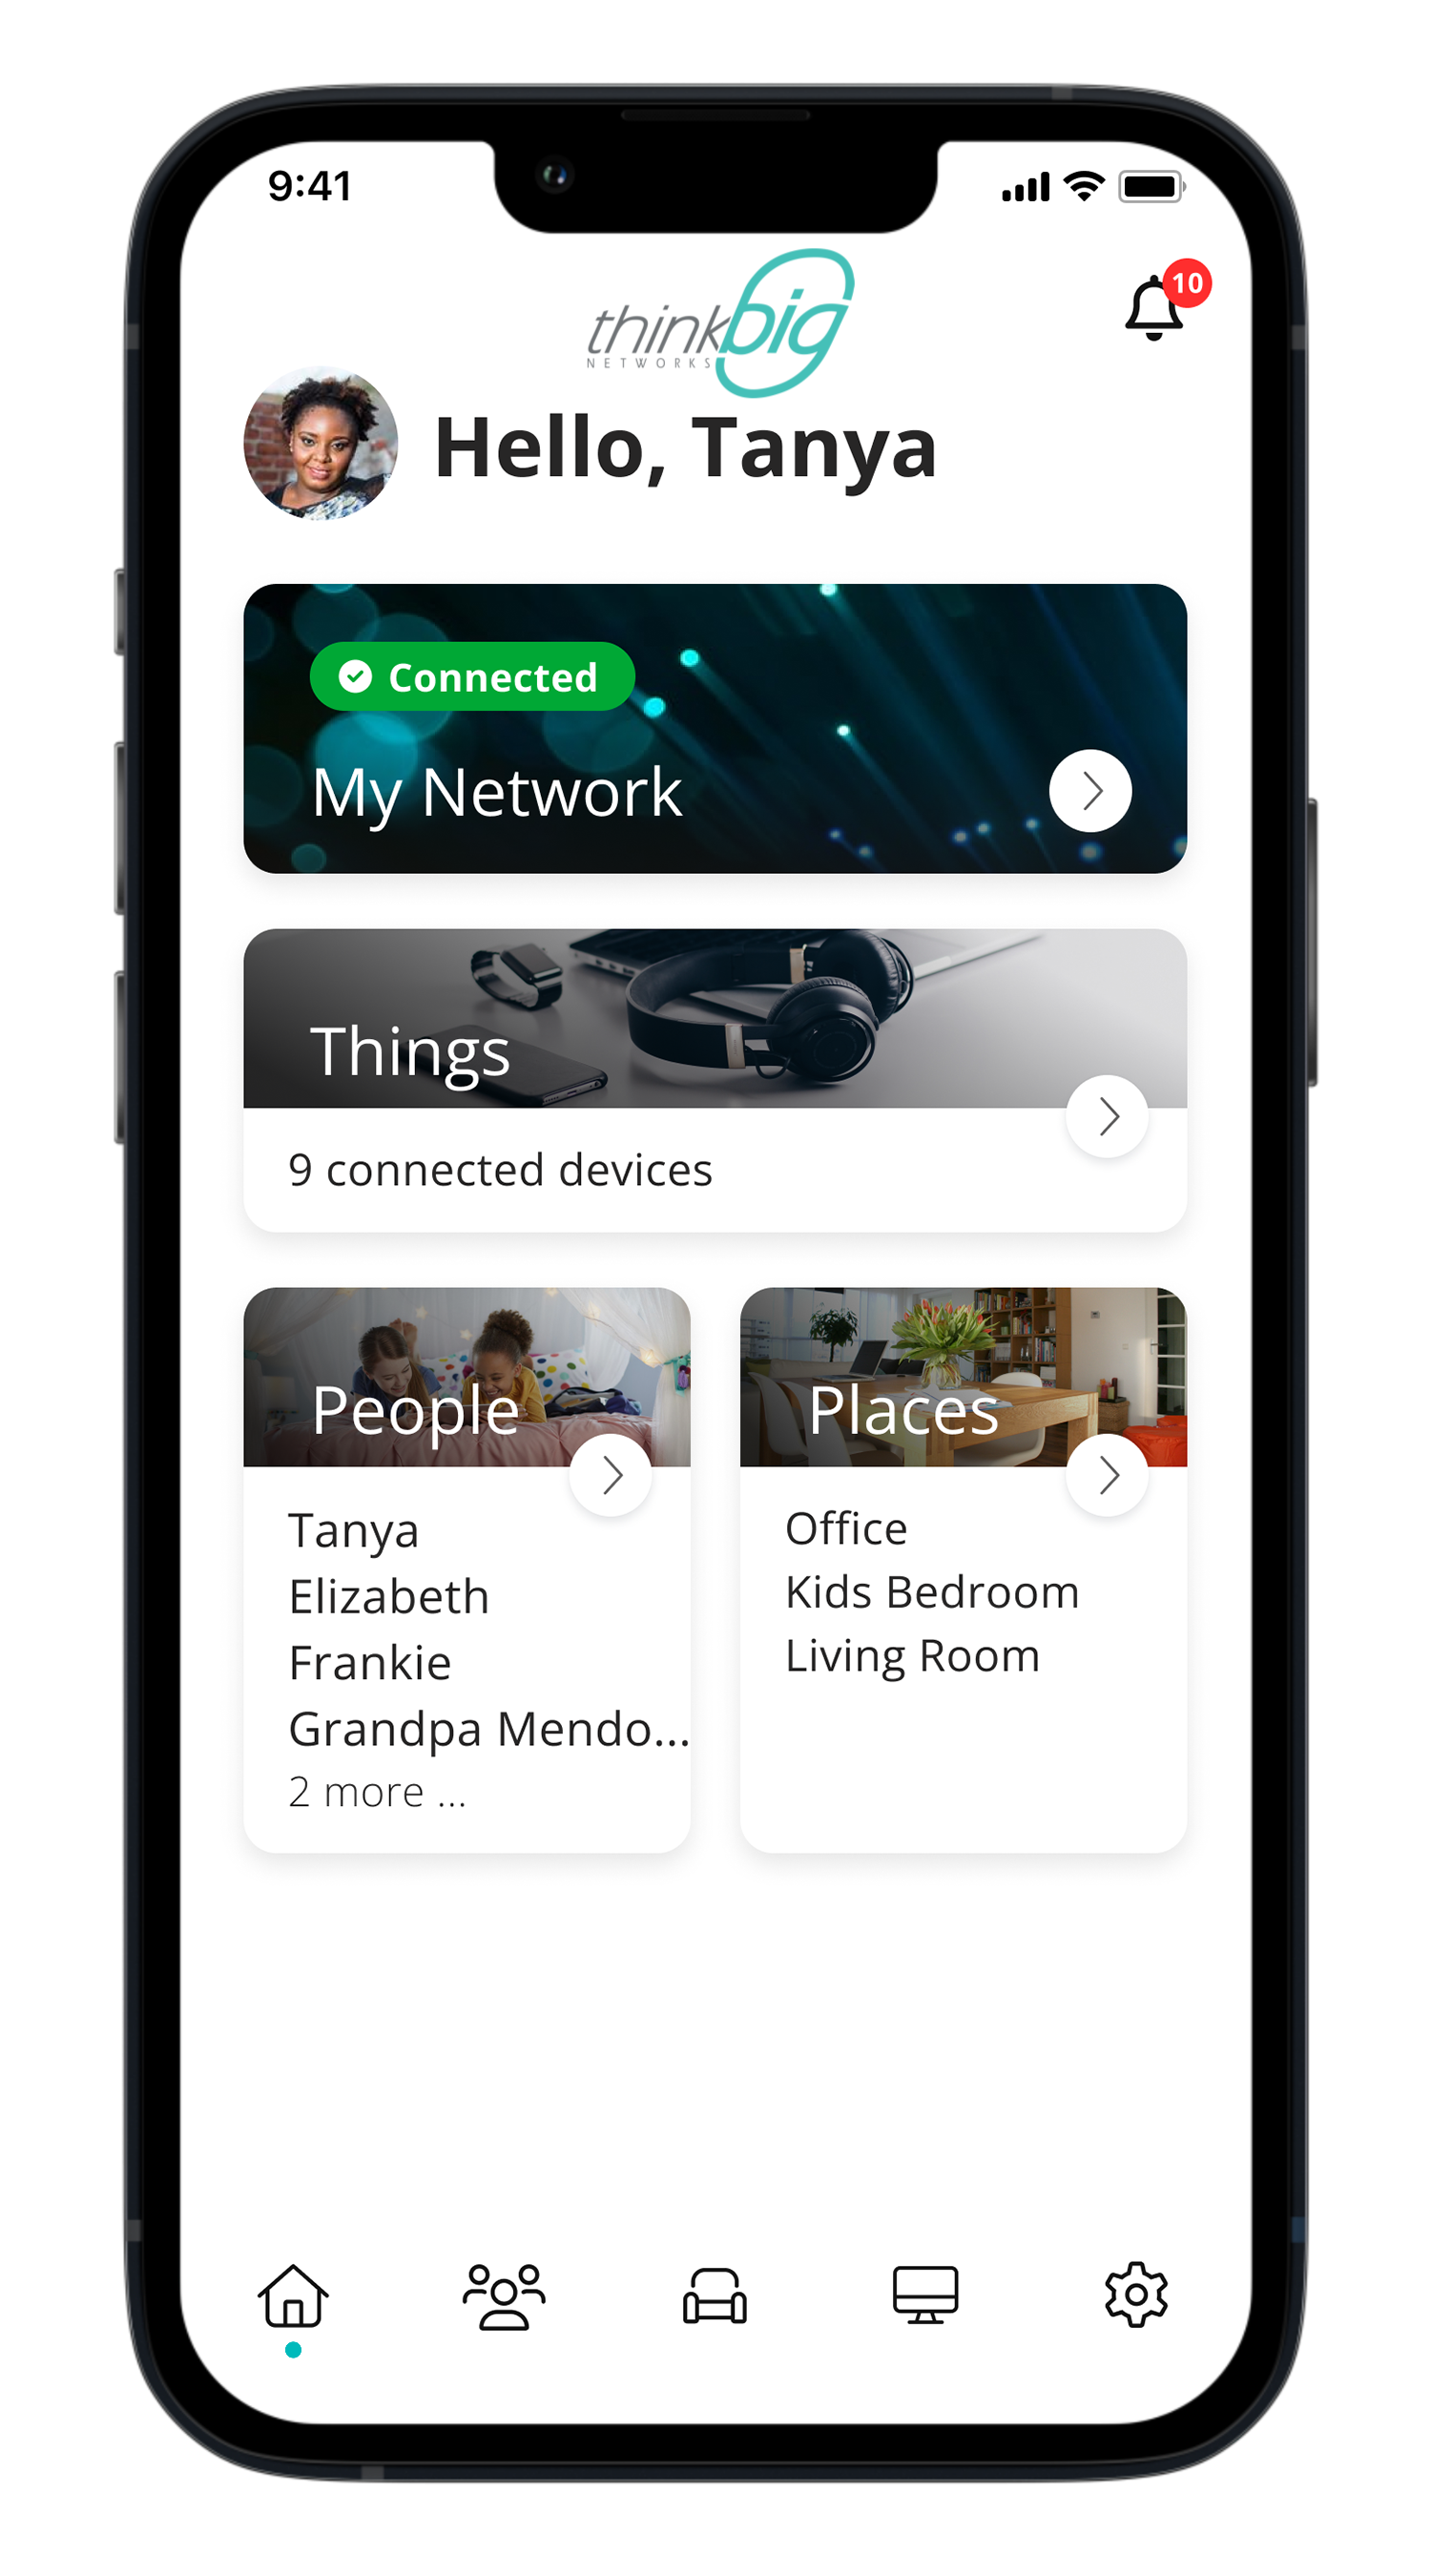 9:41
10
thinkbig
NETWORKS
Hello, Tanya
Connected
My Network
Things
9 connected devices
People
Tanya
Elizabeth
Frankie
Grandpa Mendo...
2 more ...
Places
Office
Kids Bedroom
Living Room